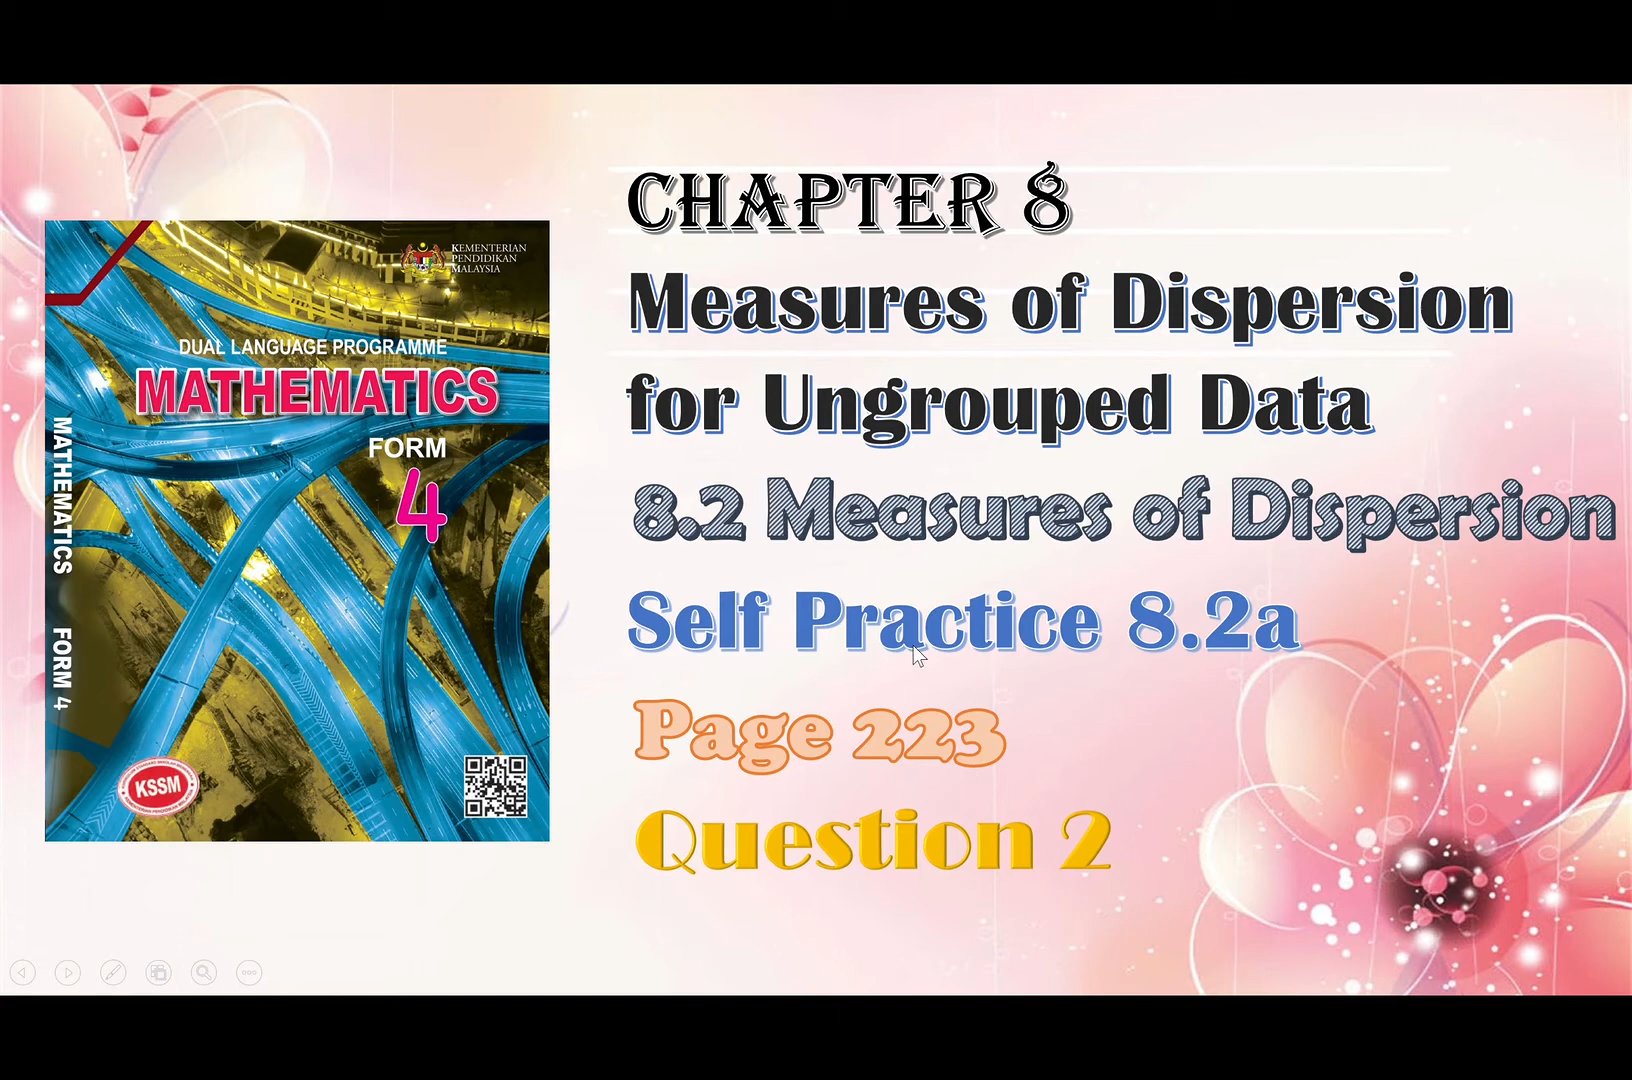 KEMENTERIAN
PENDIDIKAN
MALAYSIA
DUAL LANGUAGE PROGRAMME
MATHEMATICS
FORM
4
MATHEMATICS FORM 4
KSSM
CHAPTER 8
Measures of Dispersion
for Ungrouped Data
8.2 Measures of Dispersion
Self Practice 8.2a
Page 223
Question 2